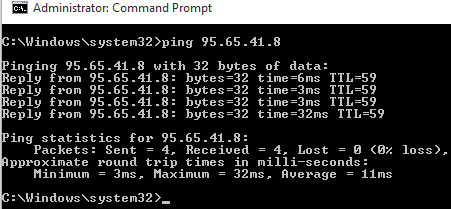 Administrator: Command Prompt
C:\Windows\system32>ping 95.65.41.8
Pinging 95.65.41.8 with 32 bytes of data:
Reply from 95.65.41.8: bytes=32 time=6ms TTL=59
Reply from 95.65.41.8: bytes=32 time=3ms TTL=59
Reply from 95.65.41.8: bytes=32 time=3ms TTL=59
Reply from 95.65.41.8: bytes=32 time=32ms TTL=59
Ping statistics for 95.65.41.8:
    Packets: Sent = 4, Received = 4, Lost = 0 (0% loss),
Approximate round trip times in milli-seconds:
    Minimum = 3ms, Maximum = 32ms, Average = 11ms
C:\Windows\system32>_